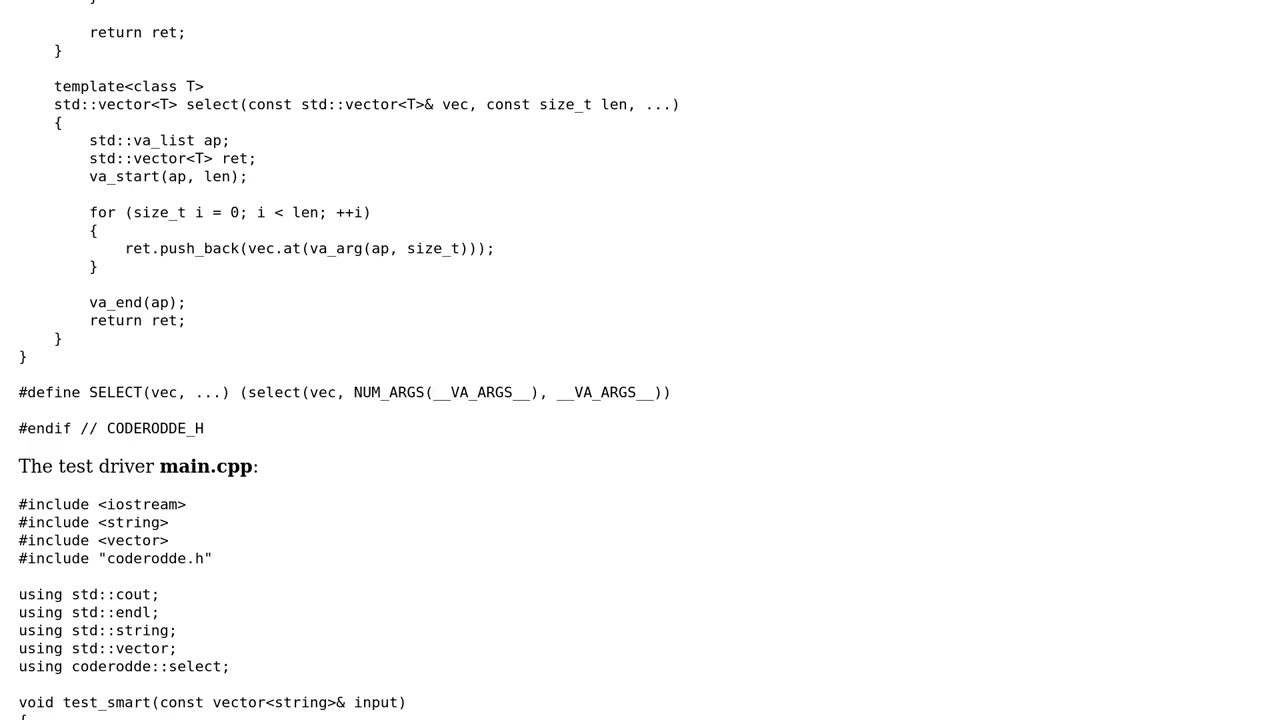 }
return ret;
}
template<class T>
std::vector<T> select(const std::vector<T>& vec, const size_t len, ...)
{
std::va_list ap;
std::vector<T> ret;
va_start(ap, len);
for (size_t i = 0; i < len; ++i)
{
ret.push_back(vec.at(va_arg(ap, size_t)));
}
va_end(ap);
return ret;
}
}
#define SELECT(vec, ...) (select(vec, NUM_ARGS(__VA_ARGS__), __VA_ARGS__))
#endif // CODERODDE_H
The test driver main.cpp:
#include <iostream>
#include <string>
#include <vector>
#include "coderodde.h"
using std::cout;
using std::endl;
using std::string;
using std::vector;
using coderodde::select;
void test_smart(const vector<string>& input)
{